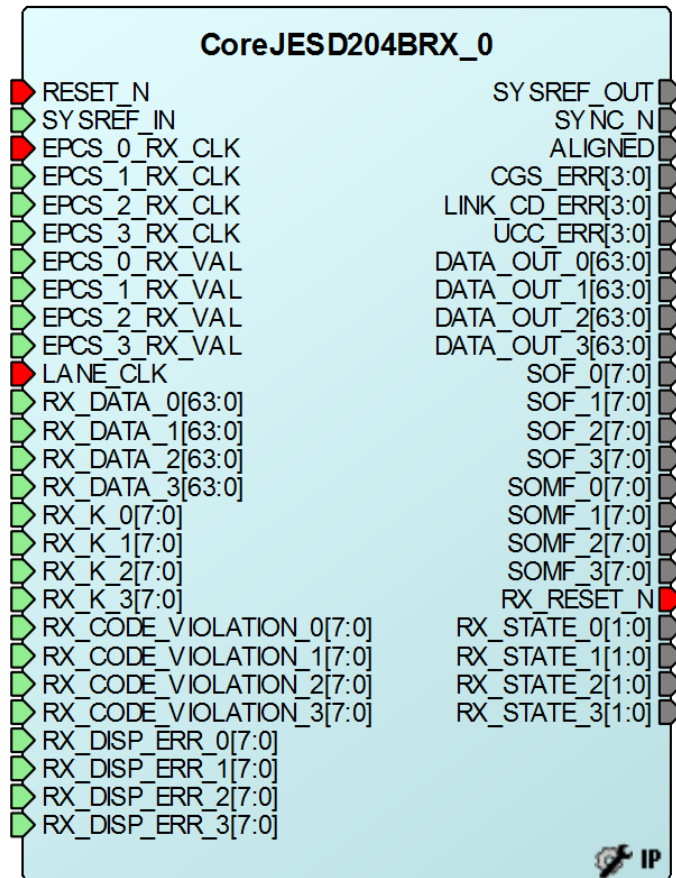 CoreJESD204BRX_0
RESET_N
SYSREF_IN
EPCS_0_RX_CLK
EPCS_1_RX_CLK
EPCS_2_RX_CLK
EPCS_3_RX_CLK
EPCS_0_RX_VAL
EPCS_1_RX_VAL
EPCS_2_RX_VAL
EPCS_3_RX_VAL
LANE_CLK
RX_DATA_0[63:0]
RX_DATA_1[63:0]
RX_DATA_2[63:0]
RX_DATA_3[63:0]
RX_K_0[7:0]
RX_K_1[7:0]
RX_K_2[7:0]
RX_K_3[7:0]
RX_CODE_VIOLATION_0[7:0]
RX_CODE_VIOLATION_1[7:0]
RX_CODE_VIOLATION_2[7:0]
RX_CODE_VIOLATION_3[7:0]
RX_DISP_ERR_0[7:0]
RX_DISP_ERR_1[7:0]
RX_DISP_ERR_2[7:0]
RX_DISP_ERR_3[7:0]
SYSREF_OUT
SYNC_N
ALIGNED
CGS_ERR[3:0]
LINK_CD_ERR[3:0]
UCC_ERR[3:0]
DATA_OUT_0[63:0]
DATA_OUT_1[63:0]
DATA_OUT_2[63:0]
DATA_OUT_3[63:0]
SOF_0[7:0]
SOF_1[7:0]
SOF_2[7:0]
SOF_3[7:0]
SOMF_0[7:0]
SOMF_1[7:0]
SOMF_2[7:0]
SOMF_3[7:0]
RX_RESET_N
RX_STATE_0[1:0]
RX_STATE_1[1:0]
RX_STATE_2[1:0]
RX_STATE_3[1:0]
IP